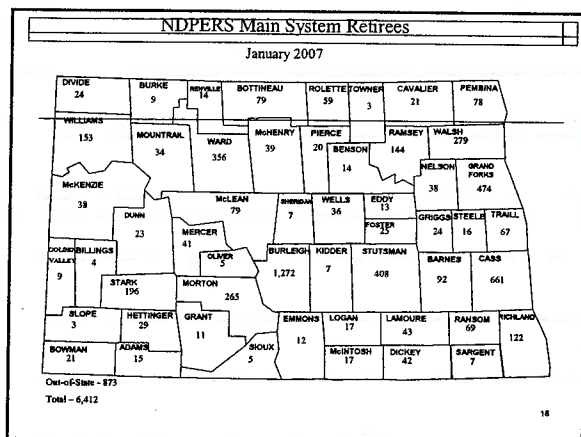 NDPERS Main System Retirees
January 2007
DIVIDE
24
BURKE
9
RENVILLE
14
BOTTINEAU
79
ROLETTE
59
TOWNER
3
CAVALIER
21
PEMBINA
78
WILLIAMS
153
MOUNTRAIL
34
WARD
356
McHENRY
39
PIERCE
20
BENSON
14
RAMSEY
144
WALSH
279
McKENZIE
38
DUNN
23
McLEAN
79
SHERIDAN
7
WELLS
36
EDDY
13
FOSTER
25
NELSON
38
GRAND
FORKS
474
GRIGGS
24
STEELE
16
TRAILL
67
MERCER
41
OLIVER
5
GOLDEN
VALLEY
9
BILLINGS
4
STARK
196
MORTON
265
BURLEIGH
1,272
KIDDER
7
STUTSMAN
408
BARNES
92
CASS
661
SLOPE
3
HETTINGER
29
GRANT
11
SIOUX
5
EMMONS
12
LOGAN
17
LAMOURE
43
RANSOM
69
RICHLAND
122
BOWMAN
21
ADAMS
15
McINTOSH
17
DICKEY
42
SARGENT
7
Out-of-State - 873
Total – 6,412
18